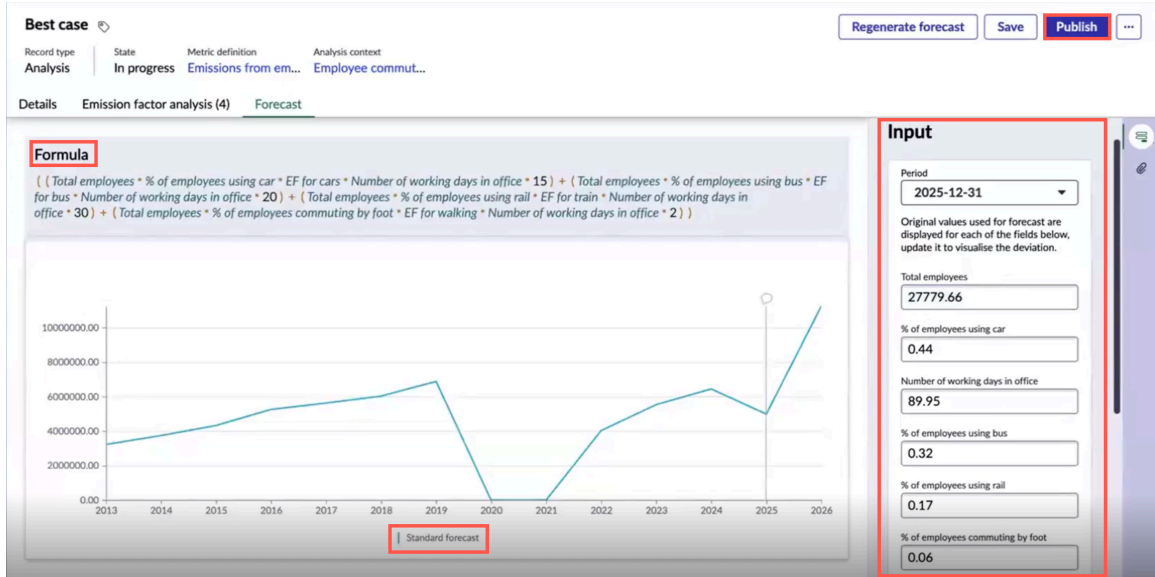 Best case
Regenerate forecast
Save
Publish
...
Record type
State
Metric definition
Analysis context
Analysis
In progress
Emissions from em...
Employee commut...
Details
Emission factor analysis (4)
Forecast
Formula
( ( Total employees * % of employees using car * EF for cars * Number of working days in office * 15 ) + ( Total employees * % of employees using bus * EF
for bus * Number of working days in office * 20 ) + ( Total employees * % of employees using rail * EF for train * Number of working days in
office * 30 ) + ( Total employees * % of employees commuting by foot * EF for walking * Number of working days in office * 2 ) )
10000000.00
8000000.00
6000000.00
4000000.00
2000000.00
0.00
2013
2014
2015
2016
2017
2018
2019
2020
2021
2022
2023
2024
2025
2026
Standard forecast
Input
Period
2025-12-31
Original values used for forecast are
displayed for each of the fields below,
update it to visualise the deviation.
Total employees
27779.66
% of employees using car
0.44
Number of working days in office
89.95
% of employees using bus
0.32
% of employees using rail
0.17
% of employees commuting by foot
0.06